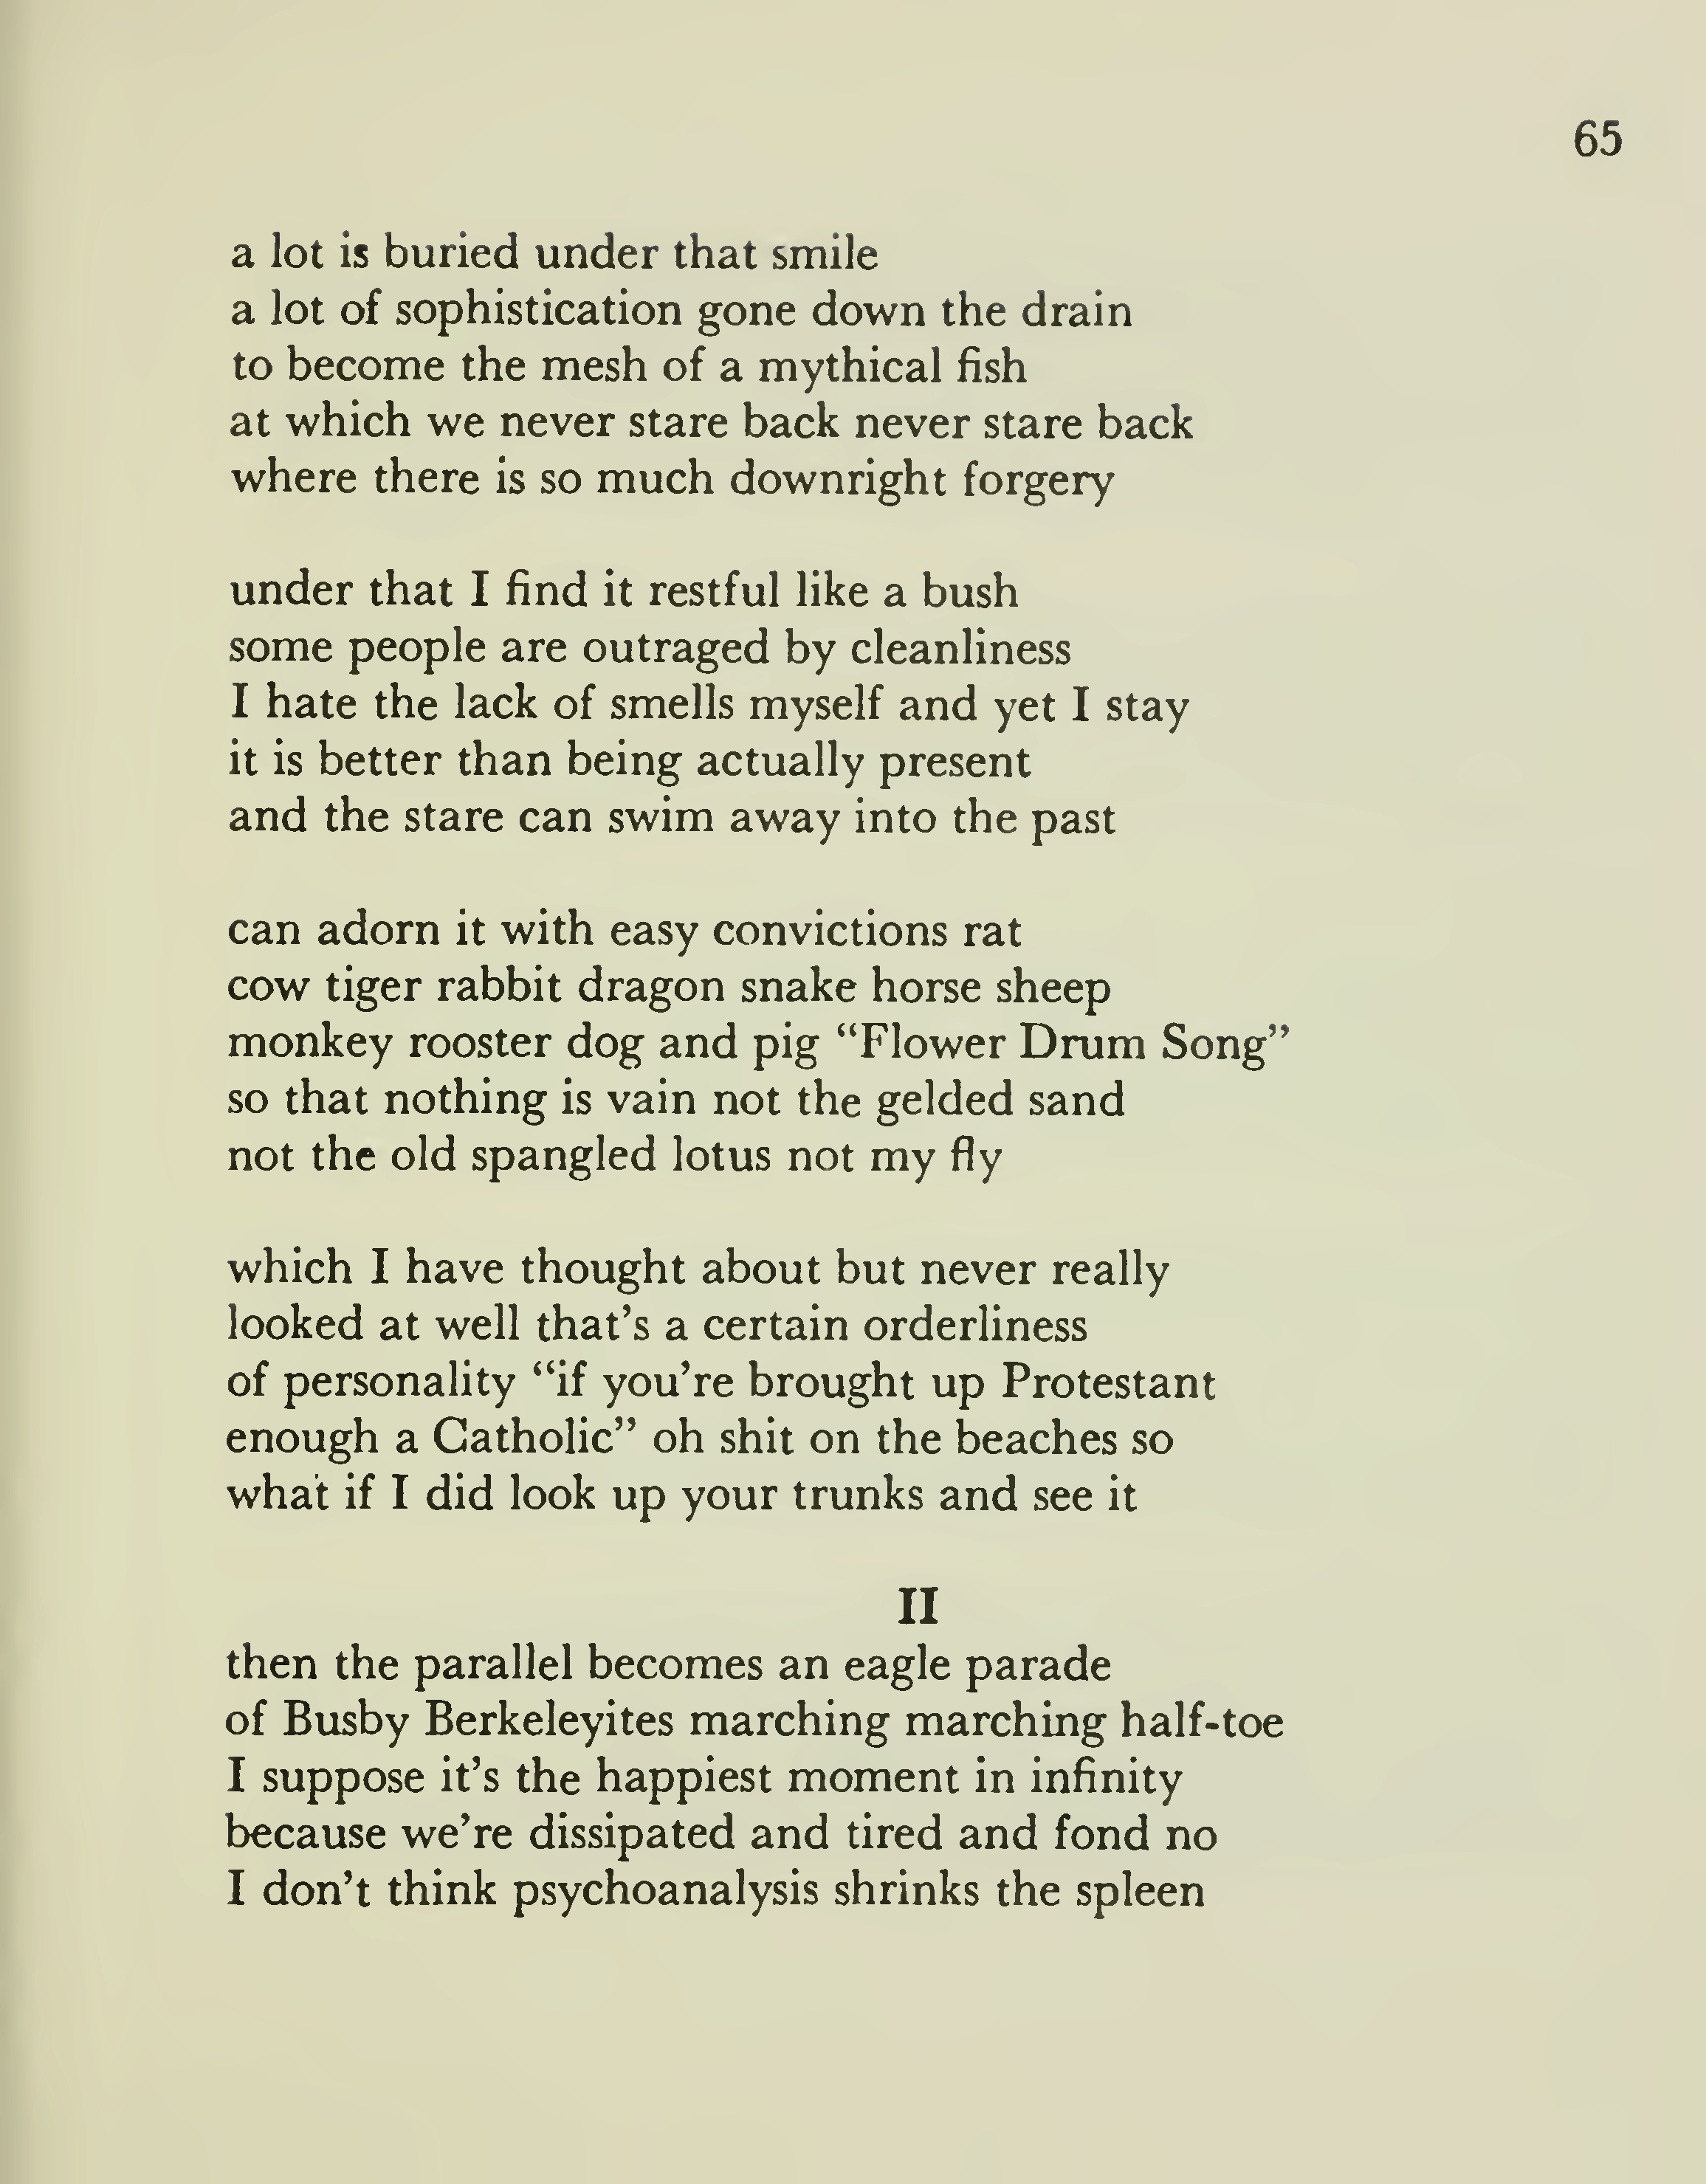 65
a lot is buried under that smile
a lot of sophistication gone down the drain
to become the mesh of a mythical fish
at which we never stare back never stare back
where there is so much downright forgery
under that I find it restful like a bush
some people are outraged by cleanliness
I hate the lack of smells myself and yet I stay
it is better than being actually present
and the stare can swim away into the past
can adorn it with easy convictions rat
cow tiger rabbit dragon snake horse sheep
monkey rooster dog and pig “Flower Drum Song”
so that nothing is vain not the gelded sand
not the old spangled lotus not my fly
which I have thought about but never really
looked at well that’s a certain orderliness
of personality “if you’re brought up Protestant
enough a Catholic” oh shit on the beaches so
what if I did look up your trunks and see it
II
then the parallel becomes an eagle parade
of Busby Berkeleyites marching marching half-toe
I suppose it’s the happiest moment in infinity
because we’re dissipated and tired and fond no
I don’t think psychoanalysis shrinks the spleen